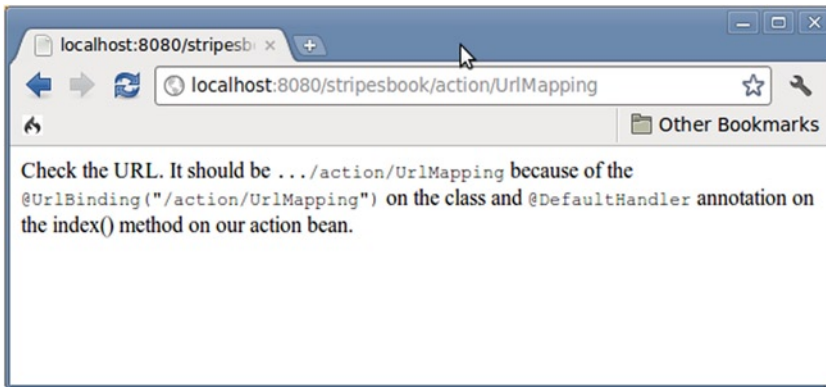 localhost:8080/stripesb
localhost:8080/stripesbook/action/UrlMapping
Other Bookmarks
Check the URL. It should be .../action/UrlMapping because of the
@UrlBinding("/action/UrlMapping") on the class and @DefaultHandler annotation on
the index() method on our action bean.